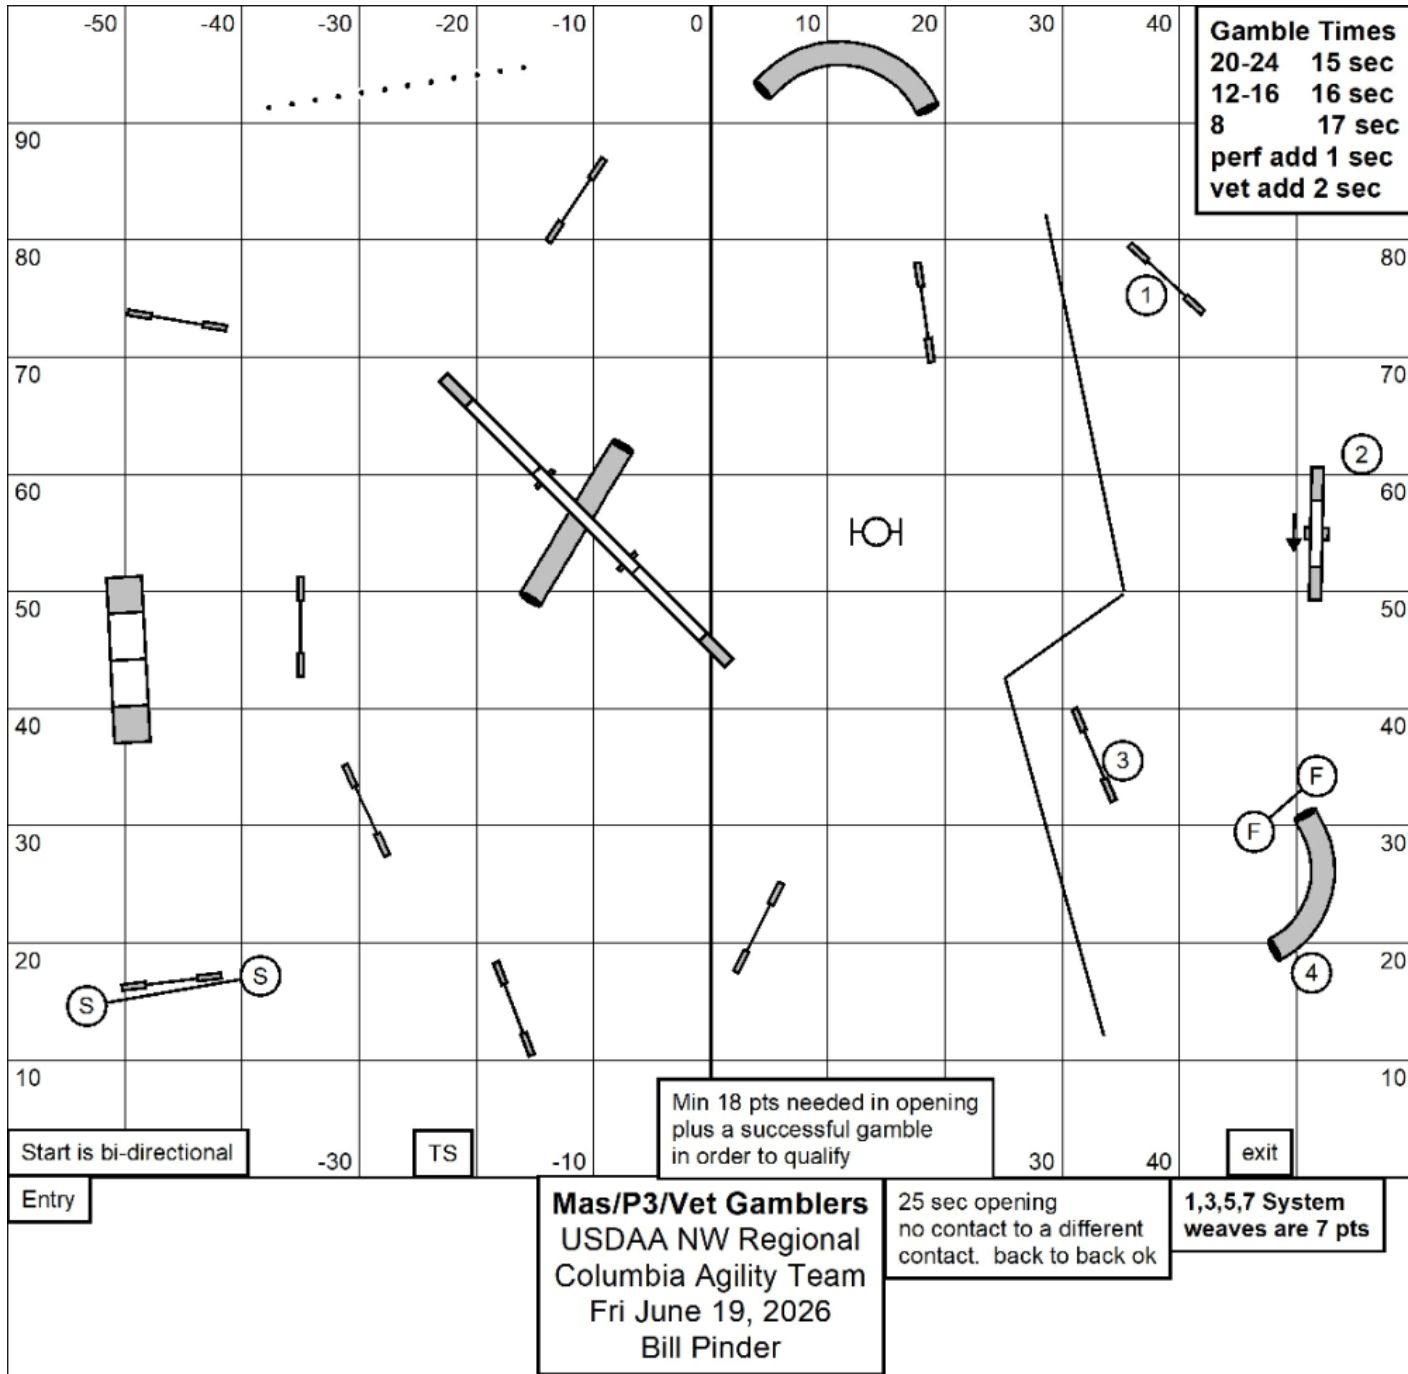 -50 -40 -30 -20 -10 0 10 20 30 40
Gamble Times
20-24 15 sec
12-16 16 sec
8 17 sec
perf add 1 sec
vet add 2 sec
90
80 80
1
70 70
2
60 60
50 50
40 40
3
F
F
30 30
20 20
4
S
S
10 10
Min 18 pts needed in opening
plus a successful gamble
in order to qualify
Start is bi-directional
-30
TS
-10
30
40
exit
Entry
Mas/P3/Vet Gamblers
USDAA NW Regional
Columbia Agility Team
Fri June 19, 2026
Bill Pinder
25 sec opening
no contact to a different
contact. back to back ok
1,3,5,7 System
weaves are 7 pts